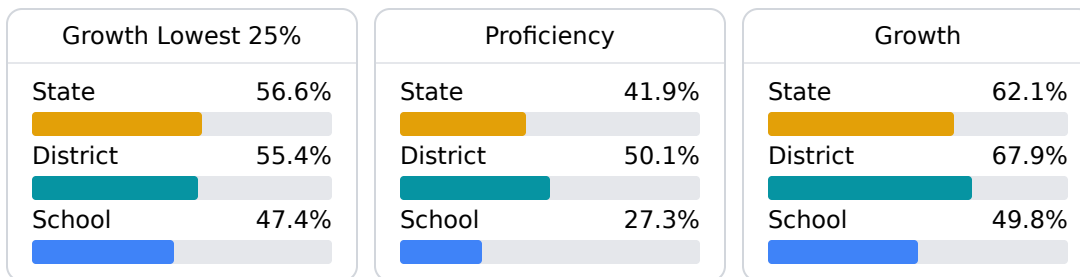 Growth Lowest 25%
State 56.6%
District 55.4%
School 47.4%
Proficiency
State 41.9%
District 50.1%
School 27.3%
Growth
State 62.1%
District 67.9%
School 49.8%